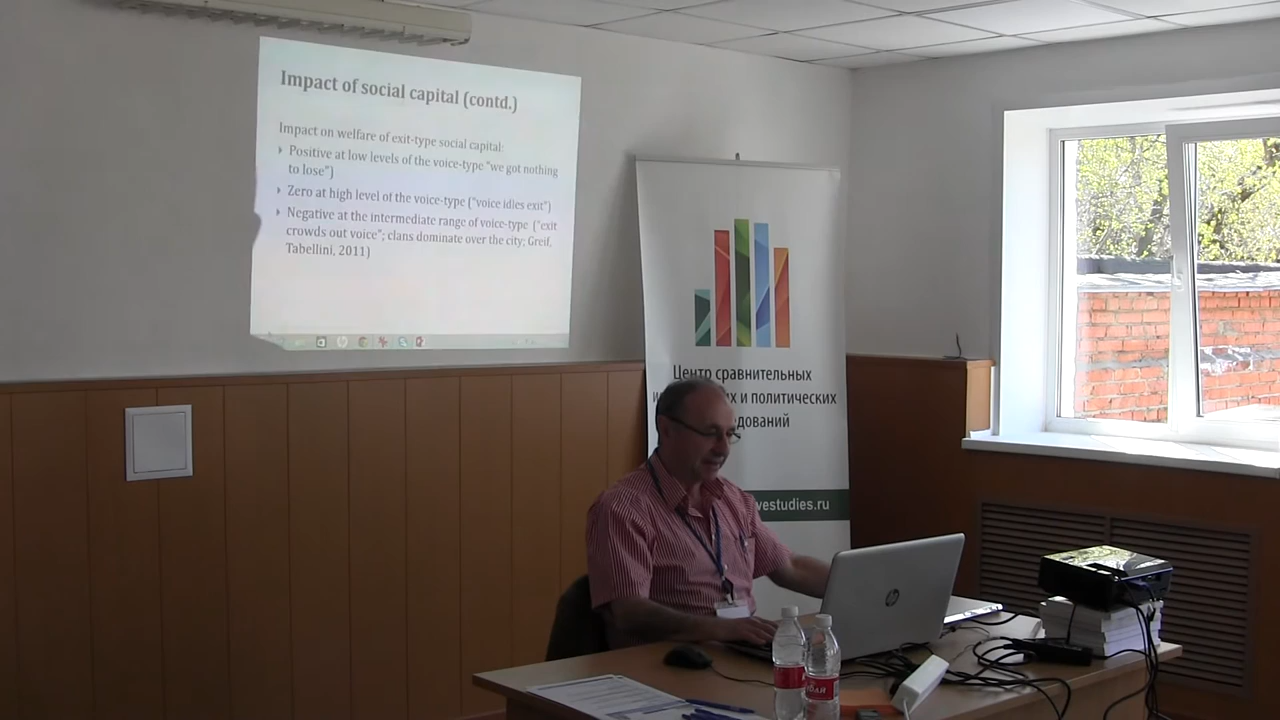 Impact of social capital (contd.)
Impact on welfare of exit-type social capital:
Positive at low levels of the voice-type "we got nothing
to lose")
Zero at high level of the voice-type ("voice idles exit")
Negative at the intermediate range of voice-type ("exit
crowds out voice"; clans dominate over the city; Greif,
Tabellini, 2011)
Центр сравнительных
и политических
vestudies.ru
hp